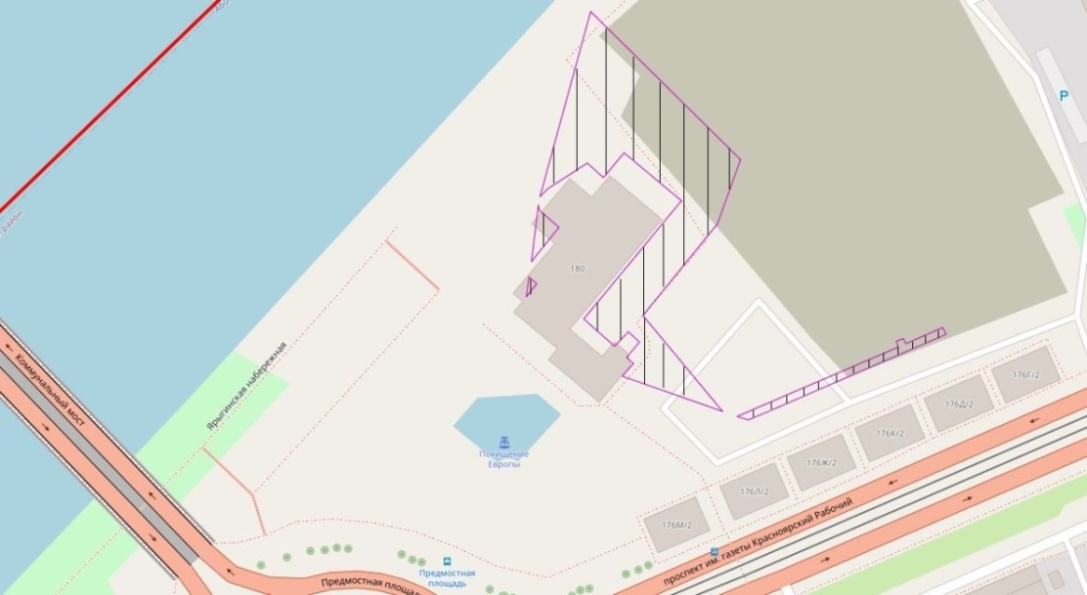 район
P
180
Коммунальный мост
Ярыгинская набережная
176Г/2
176Д/2
176К/2
176Ж/2
176Л/2
176М/2
Похищение
Европы
проспект им. газеты Красноярский Рабочий
Предмостная
площадь
Предмостная площадь